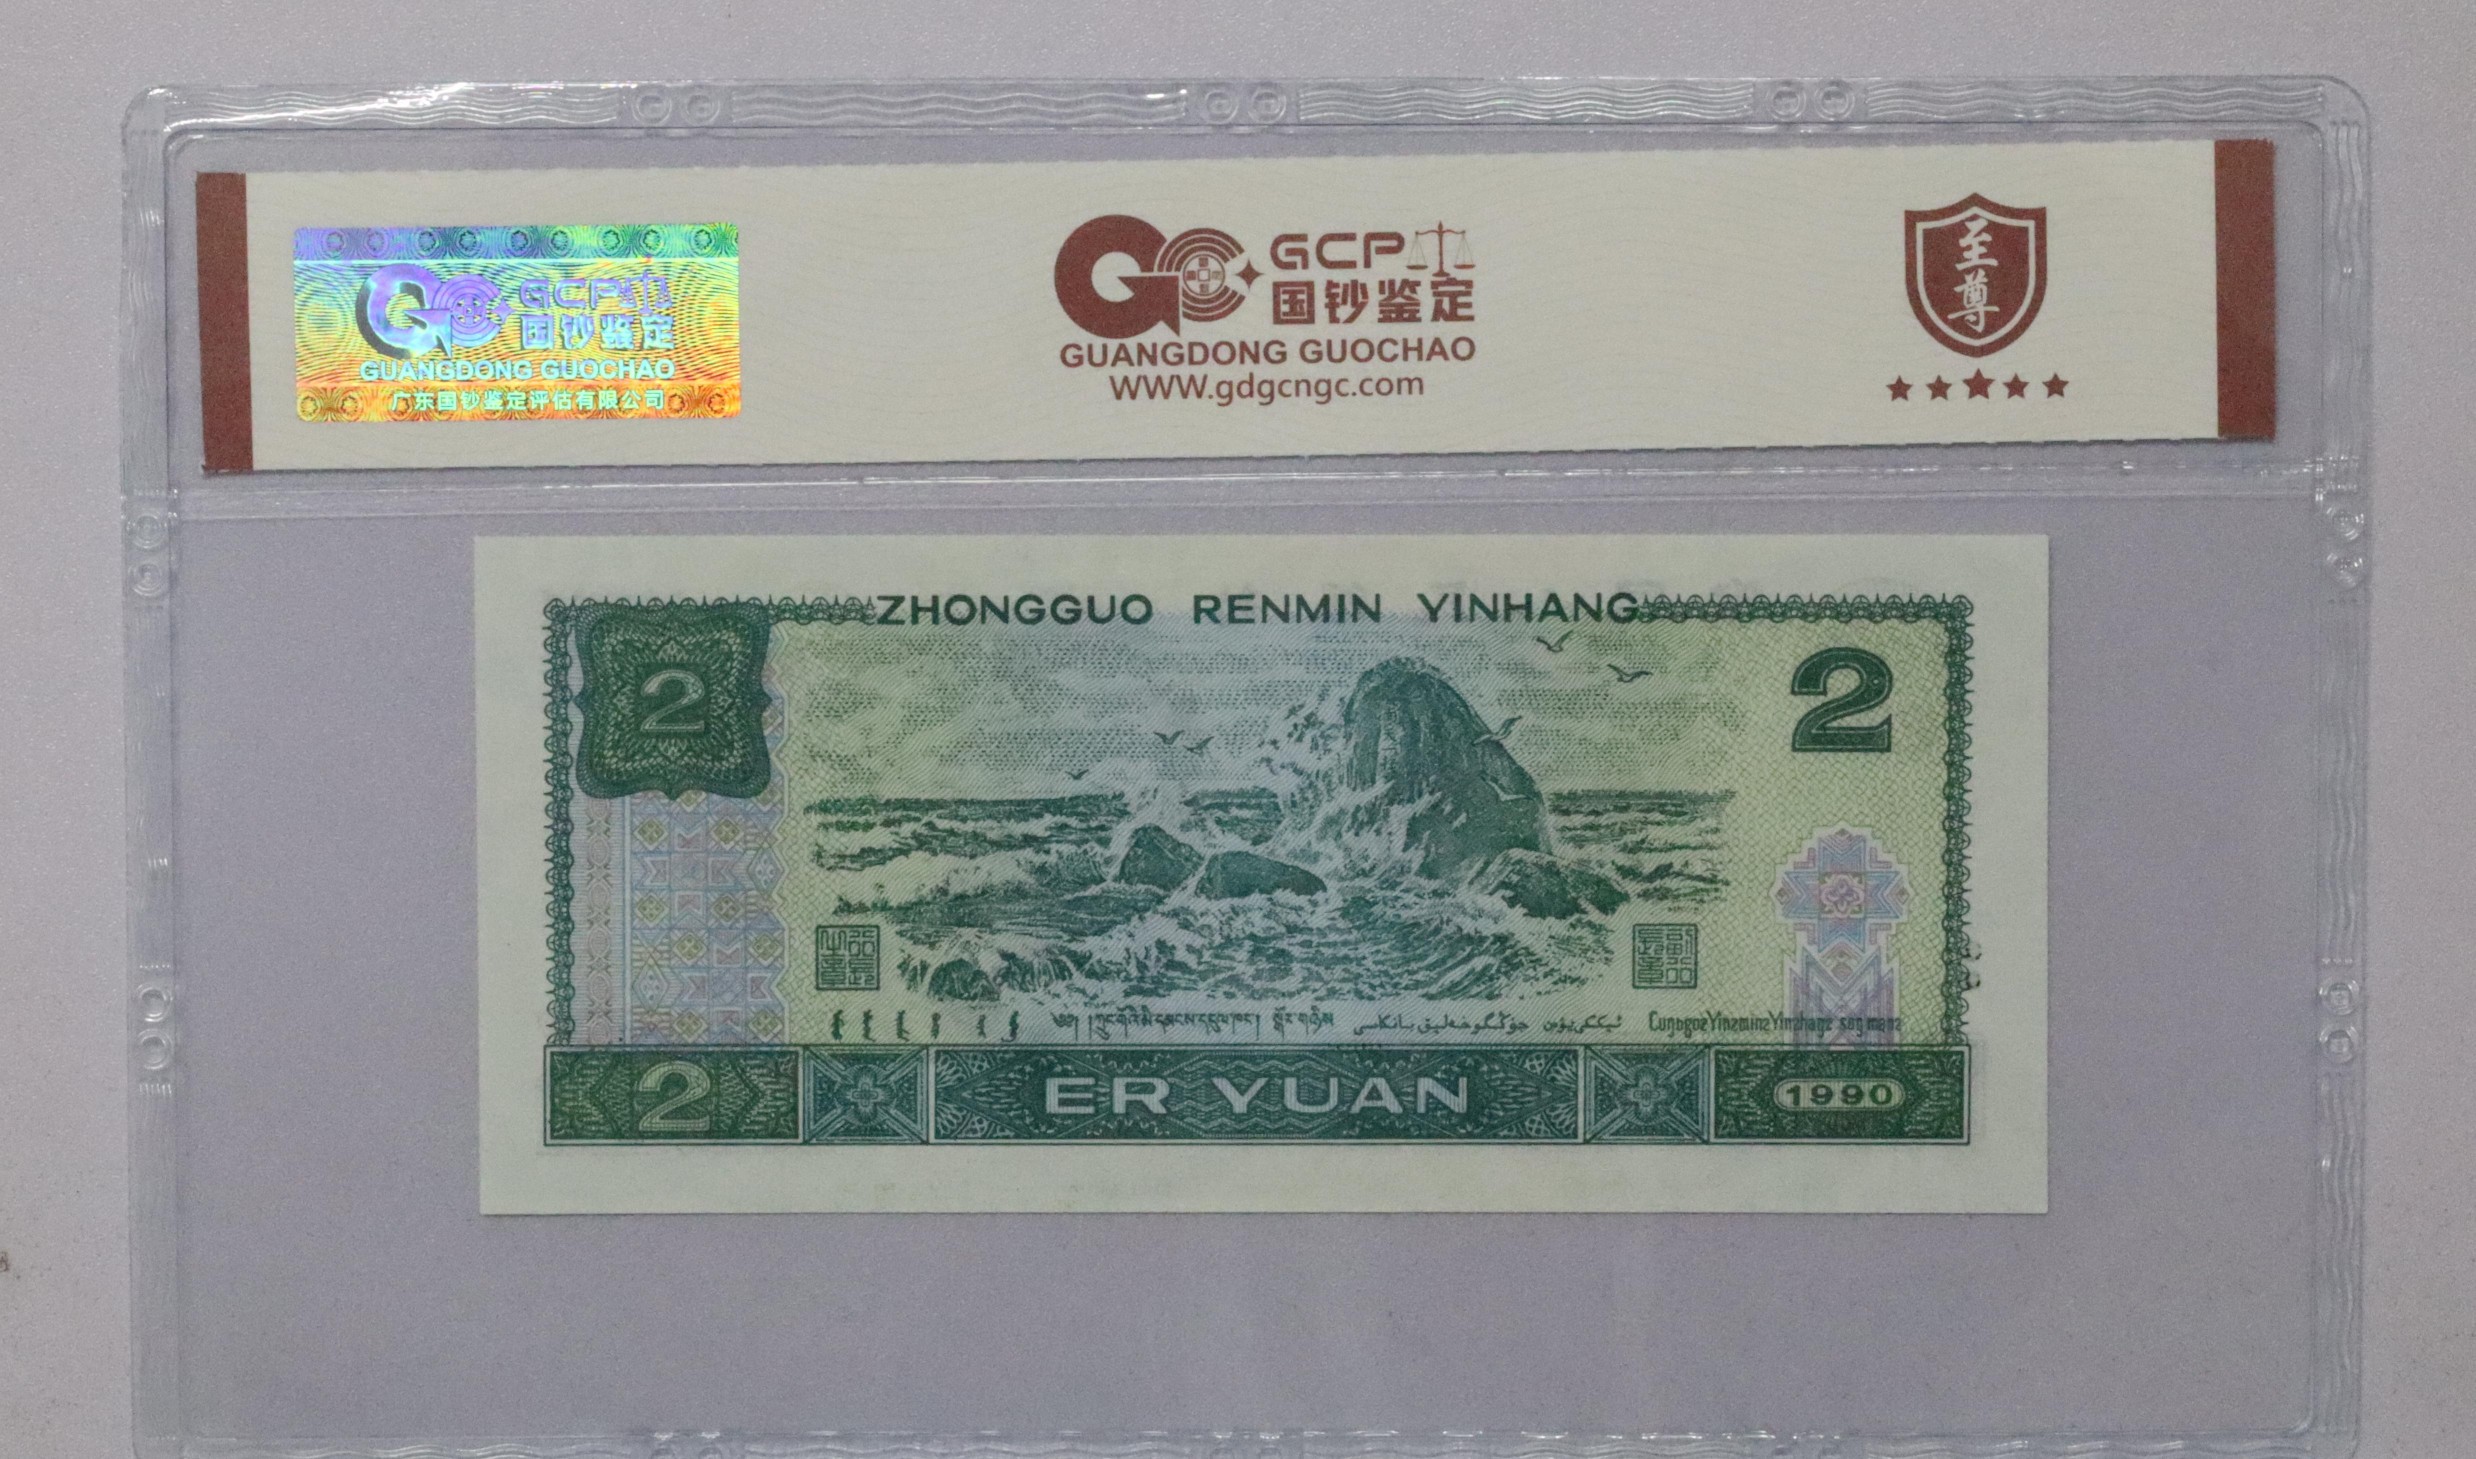 GCP
国钞鉴定
GUANGDONG GUOCHAO
广东国钞鉴定评估有限公司
GCP
国钞鉴定
GUANGDONG GUOCHAO
WWW.gdgcngc.com
至尊
ZHONGGUO RENMIN YINHANG
2
2
CuŋƨgozYinzminzYinzhangz
2
ER YUAN
1990